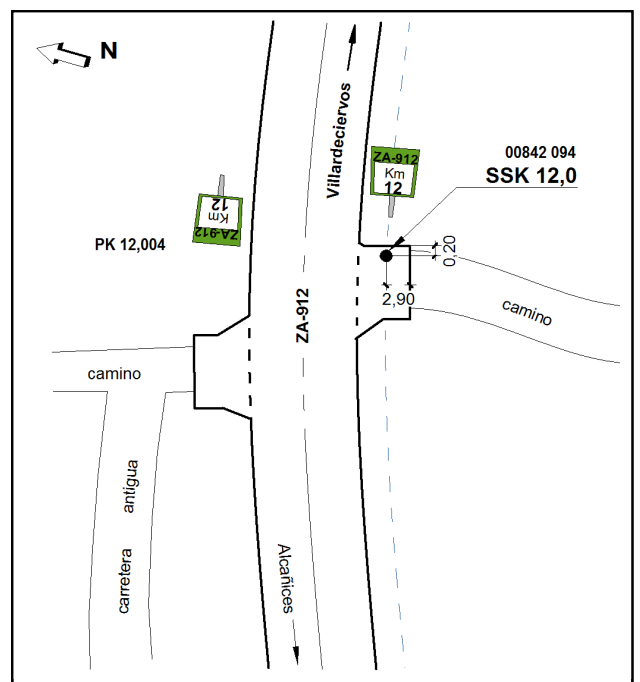 N
Villardeciervos
ZA-912
Km
12
00842 094
SSK 12,0
ZA-912
Km
12
PK 12,004
0,20
2,90
ZA-912
camino
camino
carretera antigua
Alcañices